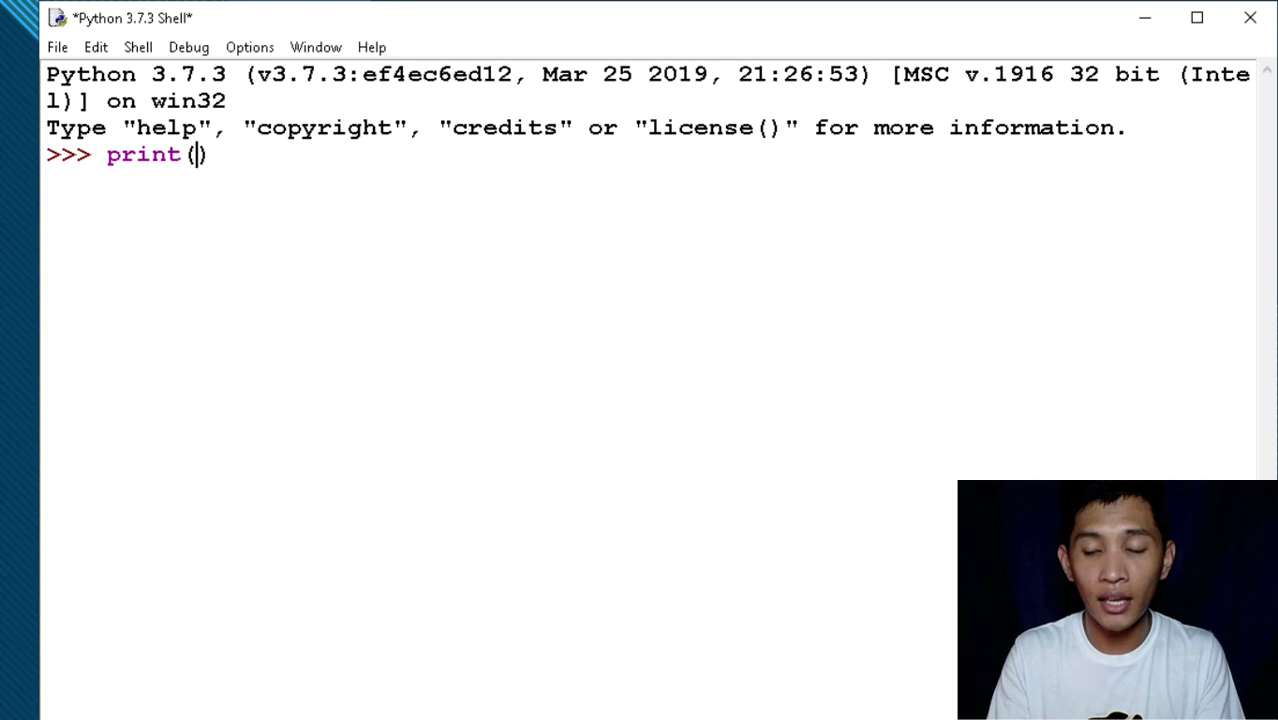 *Python 3.7.3 Shell*
File Edit Shell Debug Options Window Help
Python 3.7.3 (v3.7.3:ef4ec6ed12, Mar 25 2019, 21:26:53) [MSC v.1916 32 bit (Inte
l)] on win32
Type "help", "copyright", "credits" or "license()" for more information.
>>> print()